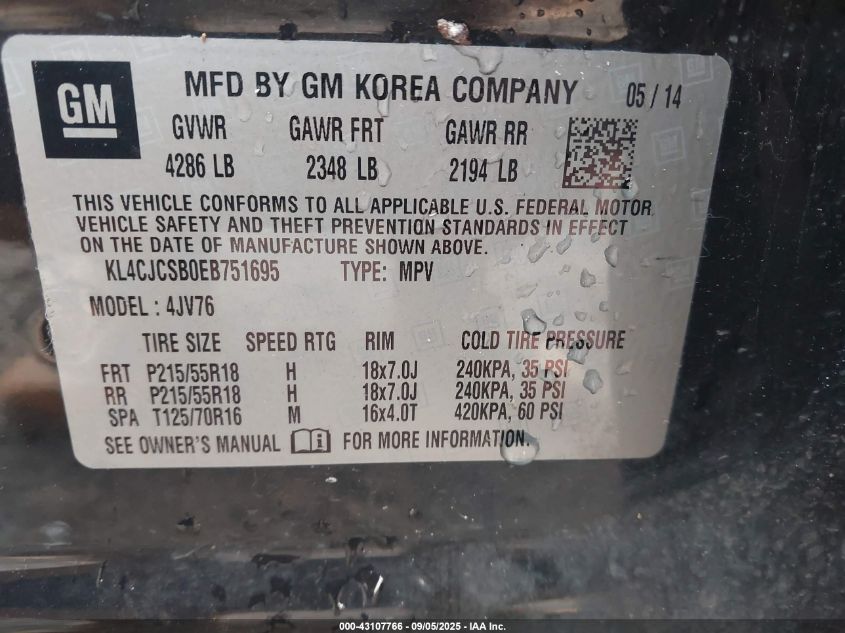 GM
MFD BY GM KOREA COMPANY 05 / 14
GVWR GAWR FRT GAWR RR
4286 LB 2348 LB 2194 LB
THIS VEHICLE CONFORMS TO ALL APPLICABLE U.S. FEDERAL MOTOR
VEHICLE SAFETY AND THEFT PREVENTION STANDARDS IN EFFECT
ON THE DATE OF MANUFACTURE SHOWN ABOVE.
KL4CJCSB0EB751695 TYPE: MPV
MODEL : 4JV76
TIRE SIZE SPEED RTG RIM COLD TIRE PRESSURE
FRT P215/55R18 H 18x7.0J 240KPA, 35 PSI
RR P215/55R18 H 18x7.0J 240KPA, 35 PSI
SPA T125/70R16 M 16x4.0T 420KPA, 60 PSI
SEE OWNER'S MANUAL FOR MORE INFORMATION.
000-43107766 - 09/05/2025 - IAA Inc.